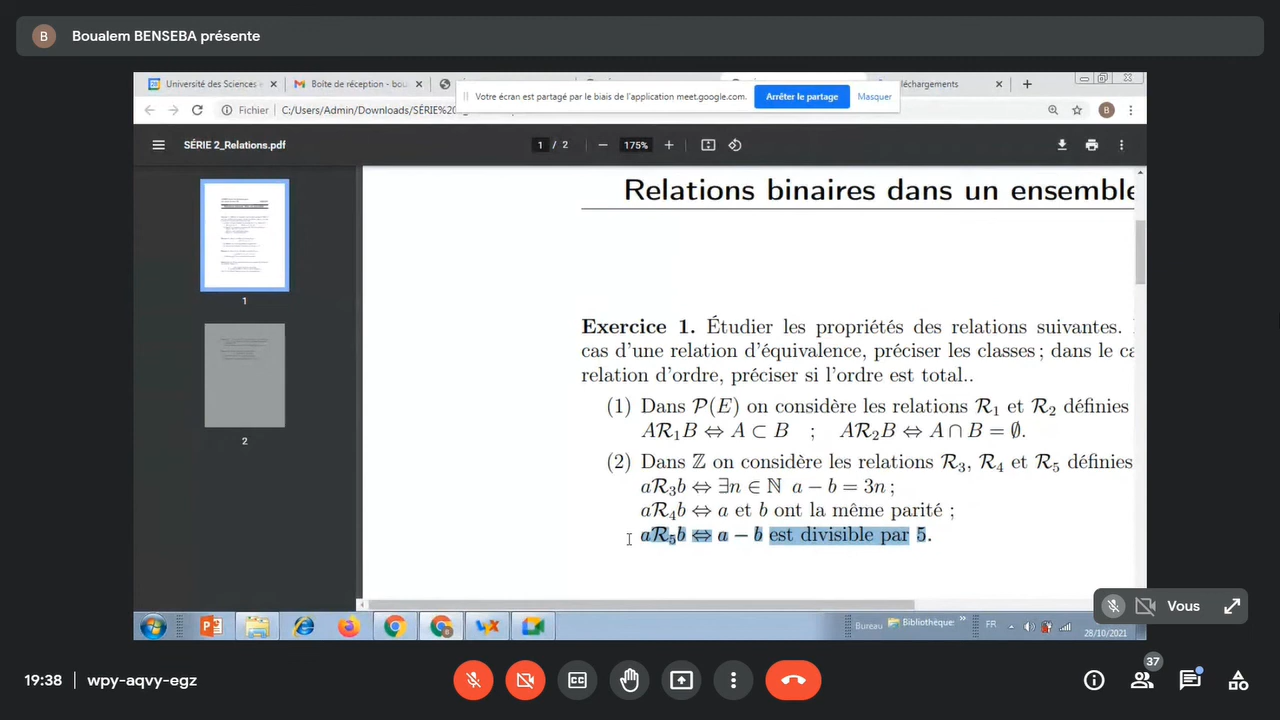 B Boualem BENSEBA présente
Université des Sciences
Boîte de réception - bou
léchargements
Votre écran est partagé par le biais de l'application meet.google.com.
Arrêter le partage
Masquer
Fichier
C:/Users/Admin/Downloads/SÉRIE%20
B
SÉRIE 2_Relations.pdf
1 / 2
175%
Relations binaires dans un ensemble
1
2
Exercice 1. Étudier les propriétés des relations suivantes.
cas d'une relation d'équivalence, préciser les classes ; dans le ca
relation d'ordre, préciser si l'ordre est total..
(1) Dans 𝒫(E) on considère les relations ℛ₁ et ℛ₂ définies
Aℛ₁B ⇔ A ⊂ B ; Aℛ₂B ⇔ A ∩ B = ∅.
(2) Dans ℤ on considère les relations ℛ₃, ℛ₄ et ℛ₅ définies
aℛ₃b ⇔ ∃n ∈ ℕ a − b = 3n ;
aℛ₄b ⇔ a et b ont la même parité ;
aℛ₅b ⇔ a − b est divisible par 5.
Vous
Bureau
Bibliothèque:
FR
28/10/2021
19:38 | wpy-aqvy-egz
37